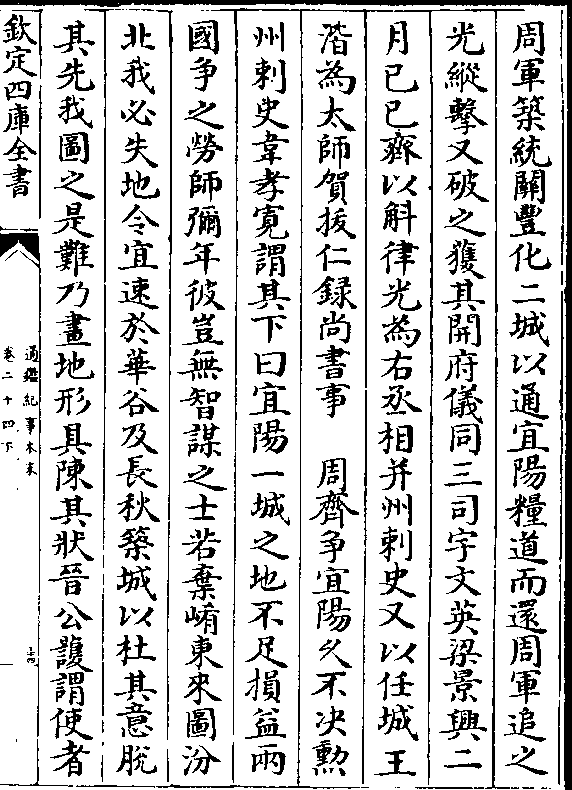 周軍築統關豐化二城以通宜陽糧道而還周軍追之
光縱擊又破之獲其開府儀同三司宇文英梁景興二
月己巳齊以斛律光為右丞相并州刺史又以任城王
湝為太師賀拔仁録尚書事　周齊争宜陽久不決勲
州刺史韋孝寛謂其下曰宜陽一城之地不足損益兩
國争之勞師彌年彼豈無智謀之士若棄崤東來圖汾
北我必失地令宜速於華谷及長秋築城以杜其意脱
其先我圖之是難乃畫地形具陳其狀晉公護謂使者
欽定四庫全書
通鑑紀事本末
卷二十四下